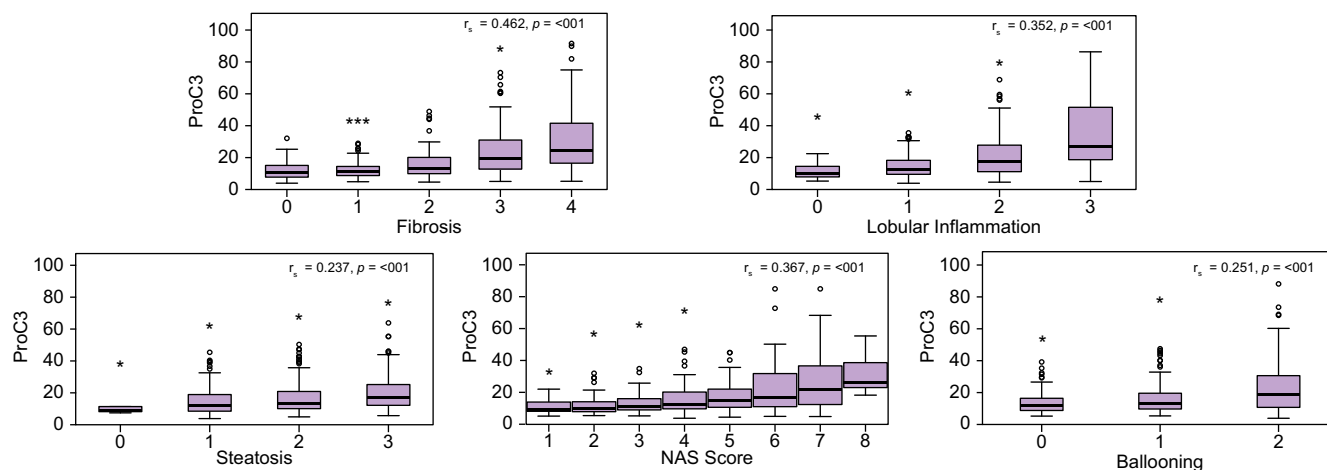 r_s = 0.462, p = <001
100
80
60
40
20
0
ProC3
***
*
0 1 2 3 4
Fibrosis
r_s = 0.352, p = <001
100
80
60
40
20
0
ProC3
*
*
*
0 1 2 3
Lobular Inflammation
r_s = 0.237, p = <001
100
80
60
40
20
0
ProC3
*
*
*
*
0 1 2 3
Steatosis
r_s = 0.367, p = <001
100
80
60
40
20
0
ProC3
*
*
*
*
1 2 3 4 5 6 7 8
NAS Score
r_s = 0.251, p = <001
100
80
60
40
20
0
ProC3
*
*
0 1 2
Ballooning